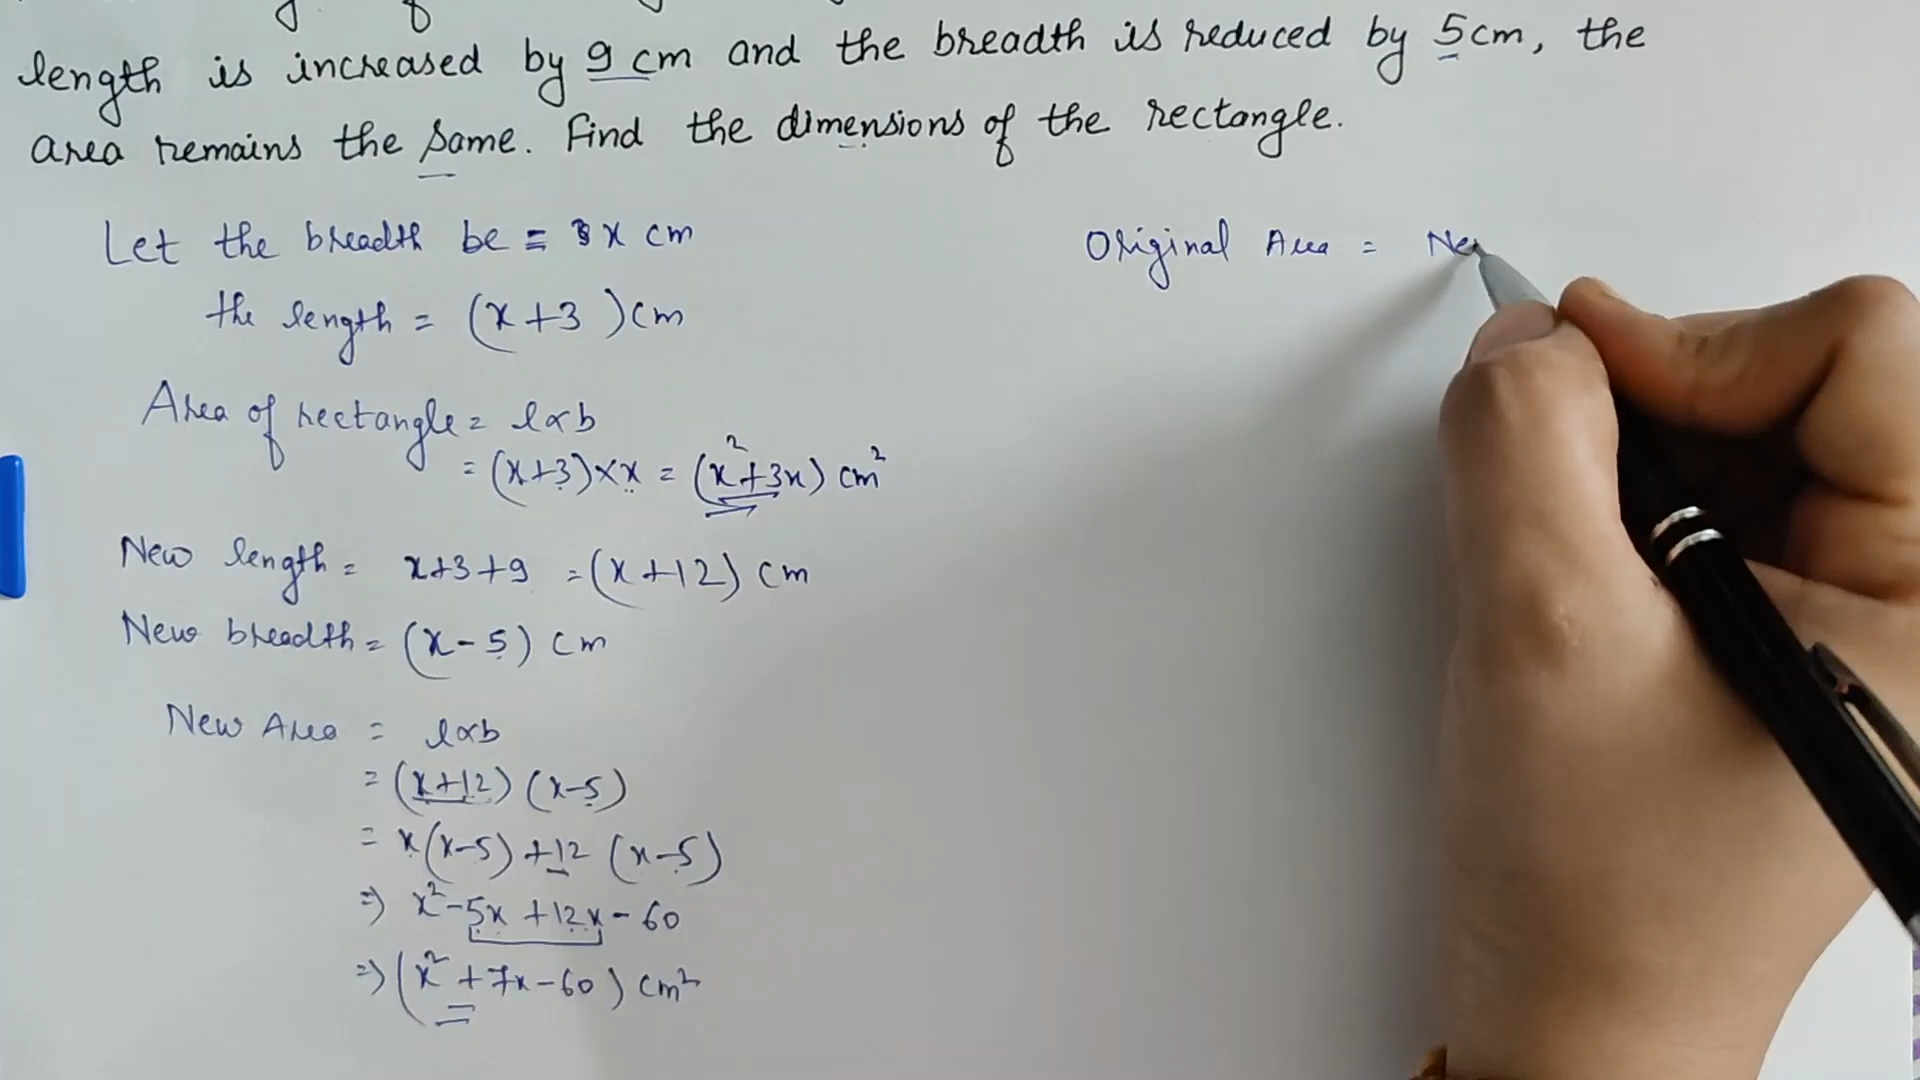 length is increased by 9 cm and the breadth is reduced by 5cm, the
area remains the same. Find the dimensions of the rectangle.
Let the breadth be = x cm
the length = (x+3)cm
Area of rectangle = l×b
= (x+3)×x = (x²+3x) cm²
New length = x+3+9 = (x+12) cm
New breadth = (x-5) cm
New Area = l×b
= (x+12) (x-5)
= x(x-5) +12 (x-5)
⇒ x²-5x +12x - 60
⇒ (x²+7x-60) cm²
Original Area = New